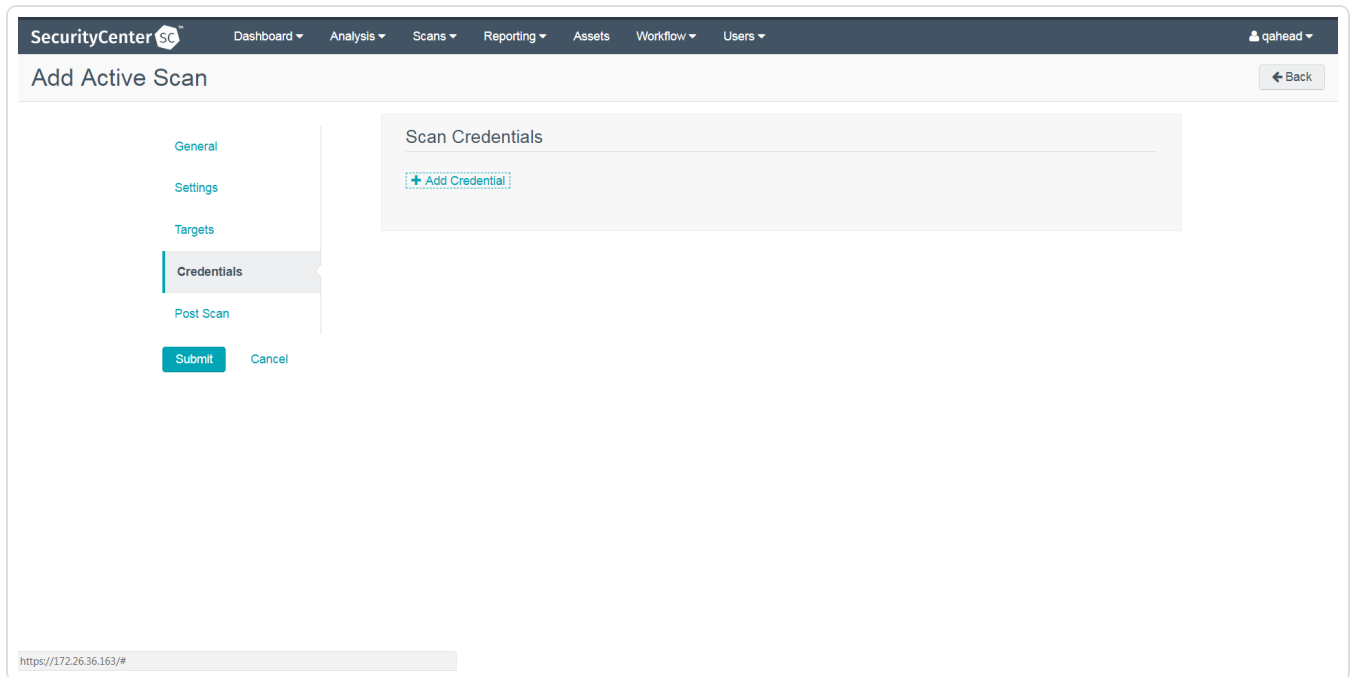 SecurityCenter SC™ Dashboard Analysis Scans Reporting Assets Workflow Users qahead
Add Active Scan Back
General
Settings
Targets
Credentials
Post Scan
Submit Cancel
Scan Credentials
+ Add Credential
https://172.26.36.163/#